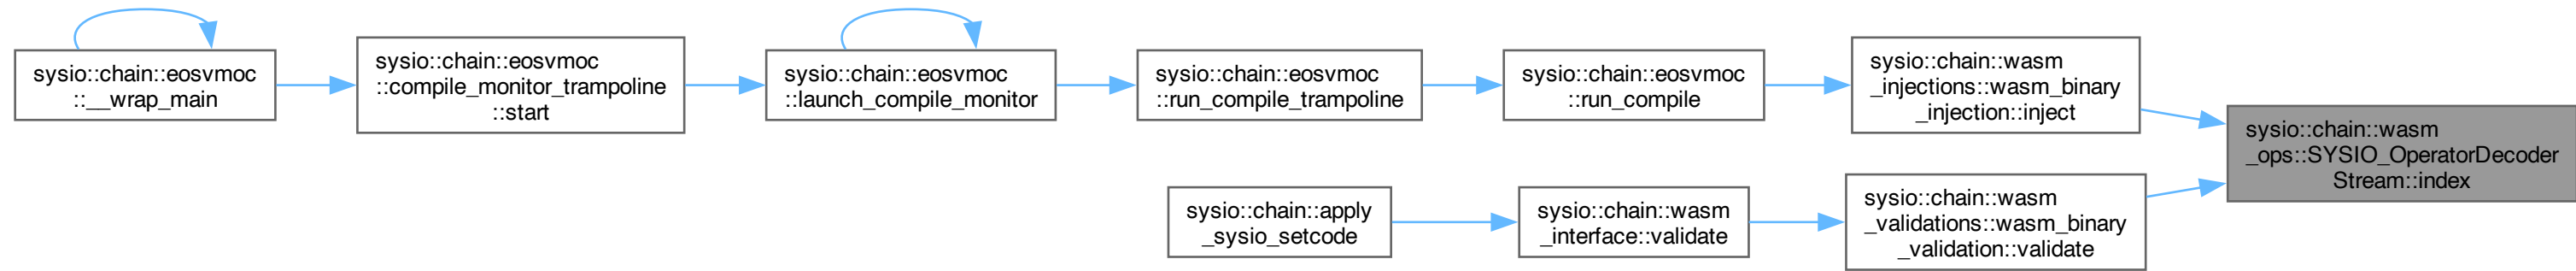 sysio::chain::eosvmoc
::__wrap_main
sysio::chain::eosvmoc
::compile_monitor_trampoline
::start
sysio::chain::eosvmoc
::launch_compile_monitor
sysio::chain::eosvmoc
::run_compile_trampoline
sysio::chain::eosvmoc
::run_compile
sysio::chain::wasm
_injections::wasm_binary
_injection::inject
sysio::chain::wasm
_ops::SYSIO_OperatorDecoder
Stream::index
sysio::chain::apply
_sysio_setcode
sysio::chain::wasm
_interface::validate
sysio::chain::wasm
_validations::wasm_binary
_validation::validate